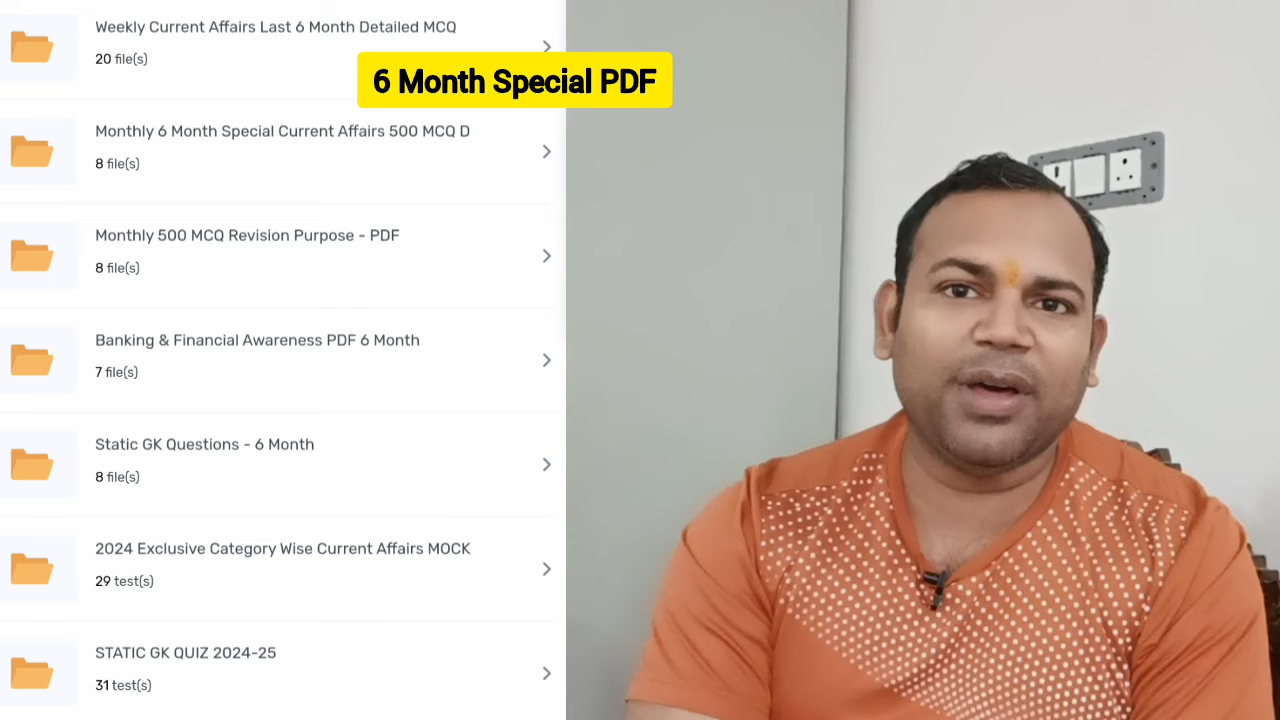 Weekly Current Affairs Last 6 Month Detailed MCQ
20 file(s)
6 Month Special PDF
Monthly 6 Month Special Current Affairs 500 MCQ D
8 file(s)
Monthly 500 MCQ Revision Purpose - PDF
8 file(s)
Banking & Financial Awareness PDF 6 Month
7 file(s)
Static GK Questions - 6 Month
8 file(s)
2024 Exclusive Category Wise Current Affairs MOCK
29 test(s)
STATIC GK QUIZ 2024-25
31 test(s)